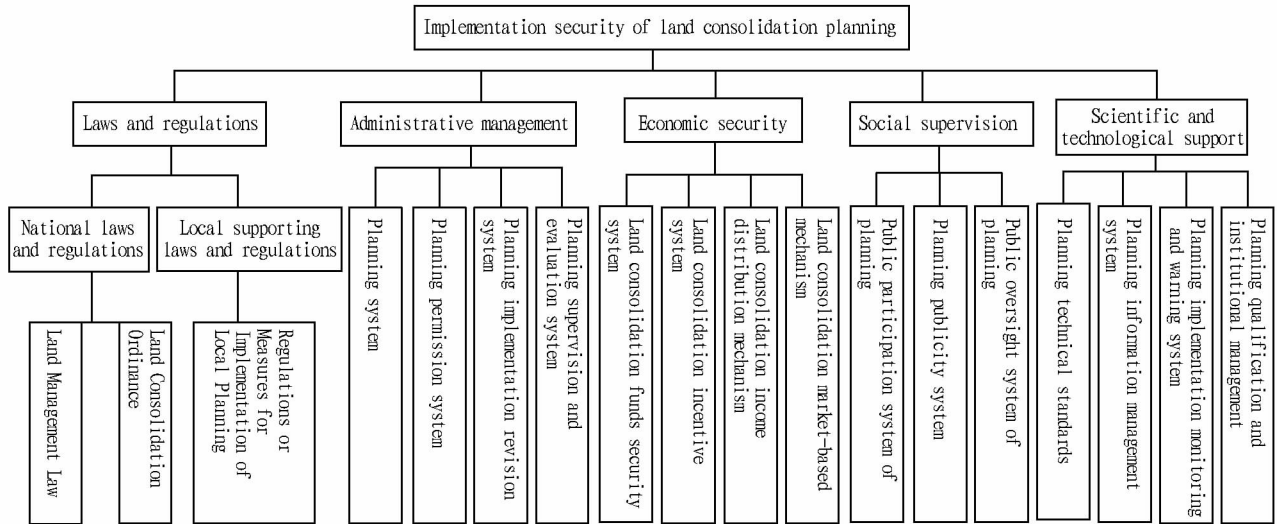 Implementation security of land consolidation planning
Laws and regulations
Administrative management
Economic security
Social supervision
Scientific and
technological support
National laws
and regulations
Local supporting
laws and regulations
Land Management Law
Land Consolidation
Ordinance
Regulations or
Measures for
Implementation of
Local Planning
Planning system
Planning permission system
Planning implementation revision
system
Planning supervision and
evaluation system
Land consolidation funds security
system
Land consolidation incentive
system
Land consolidation income
distribution mechanism
Land consolidation market-based
mechanism
Public participation system of
planning
Planning publicity system
Public oversight system of
planning
Planning technical standards
Planning information management
system
Planning implementation monitoring
and warning system
Planning qualification and
institutional management